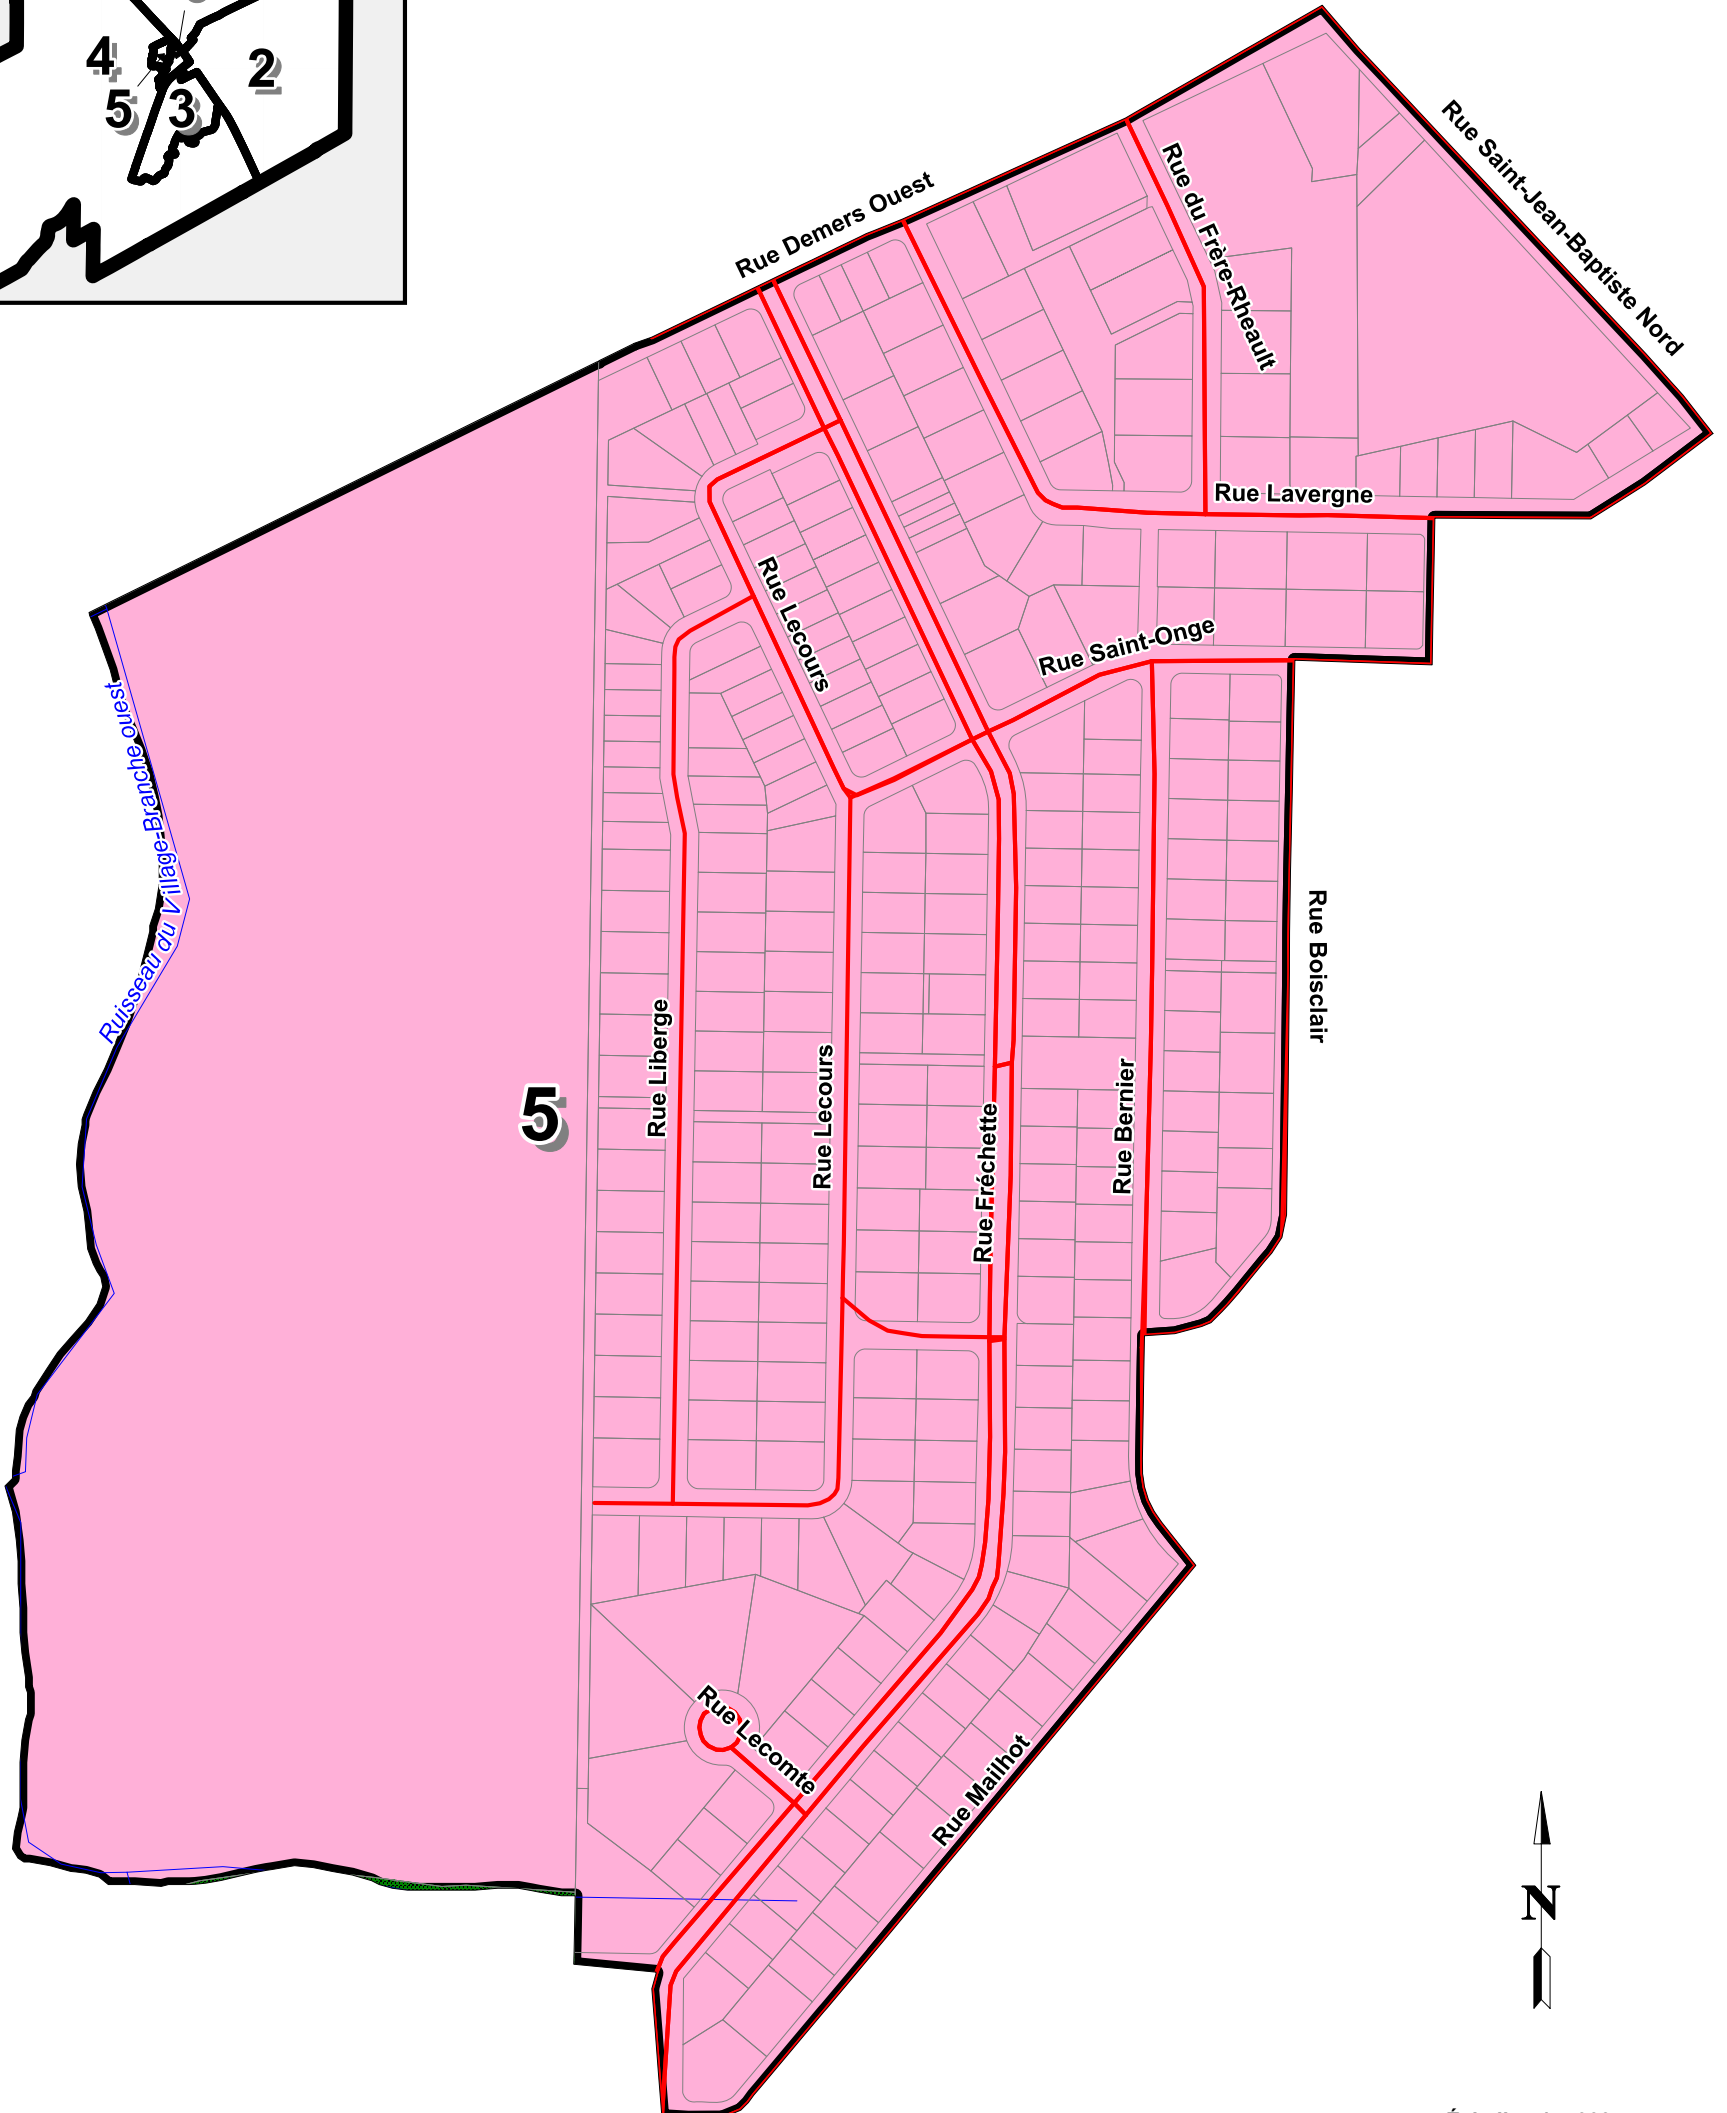 4
2
5
3
Rue Saint-Jean-Baptiste Nord
Rue Demers Ouest
Rue du Frère-Rheault
Rue Lavergne
Rue Lecours
Rue Saint-Onge
Ruisseau du Village-Branche ouest
Rue Boisclair
Rue Liberge
Rue Lecours
5
Rue Fréchette
Rue Bernier
Rue Lecomte
Rue Mailhot
N